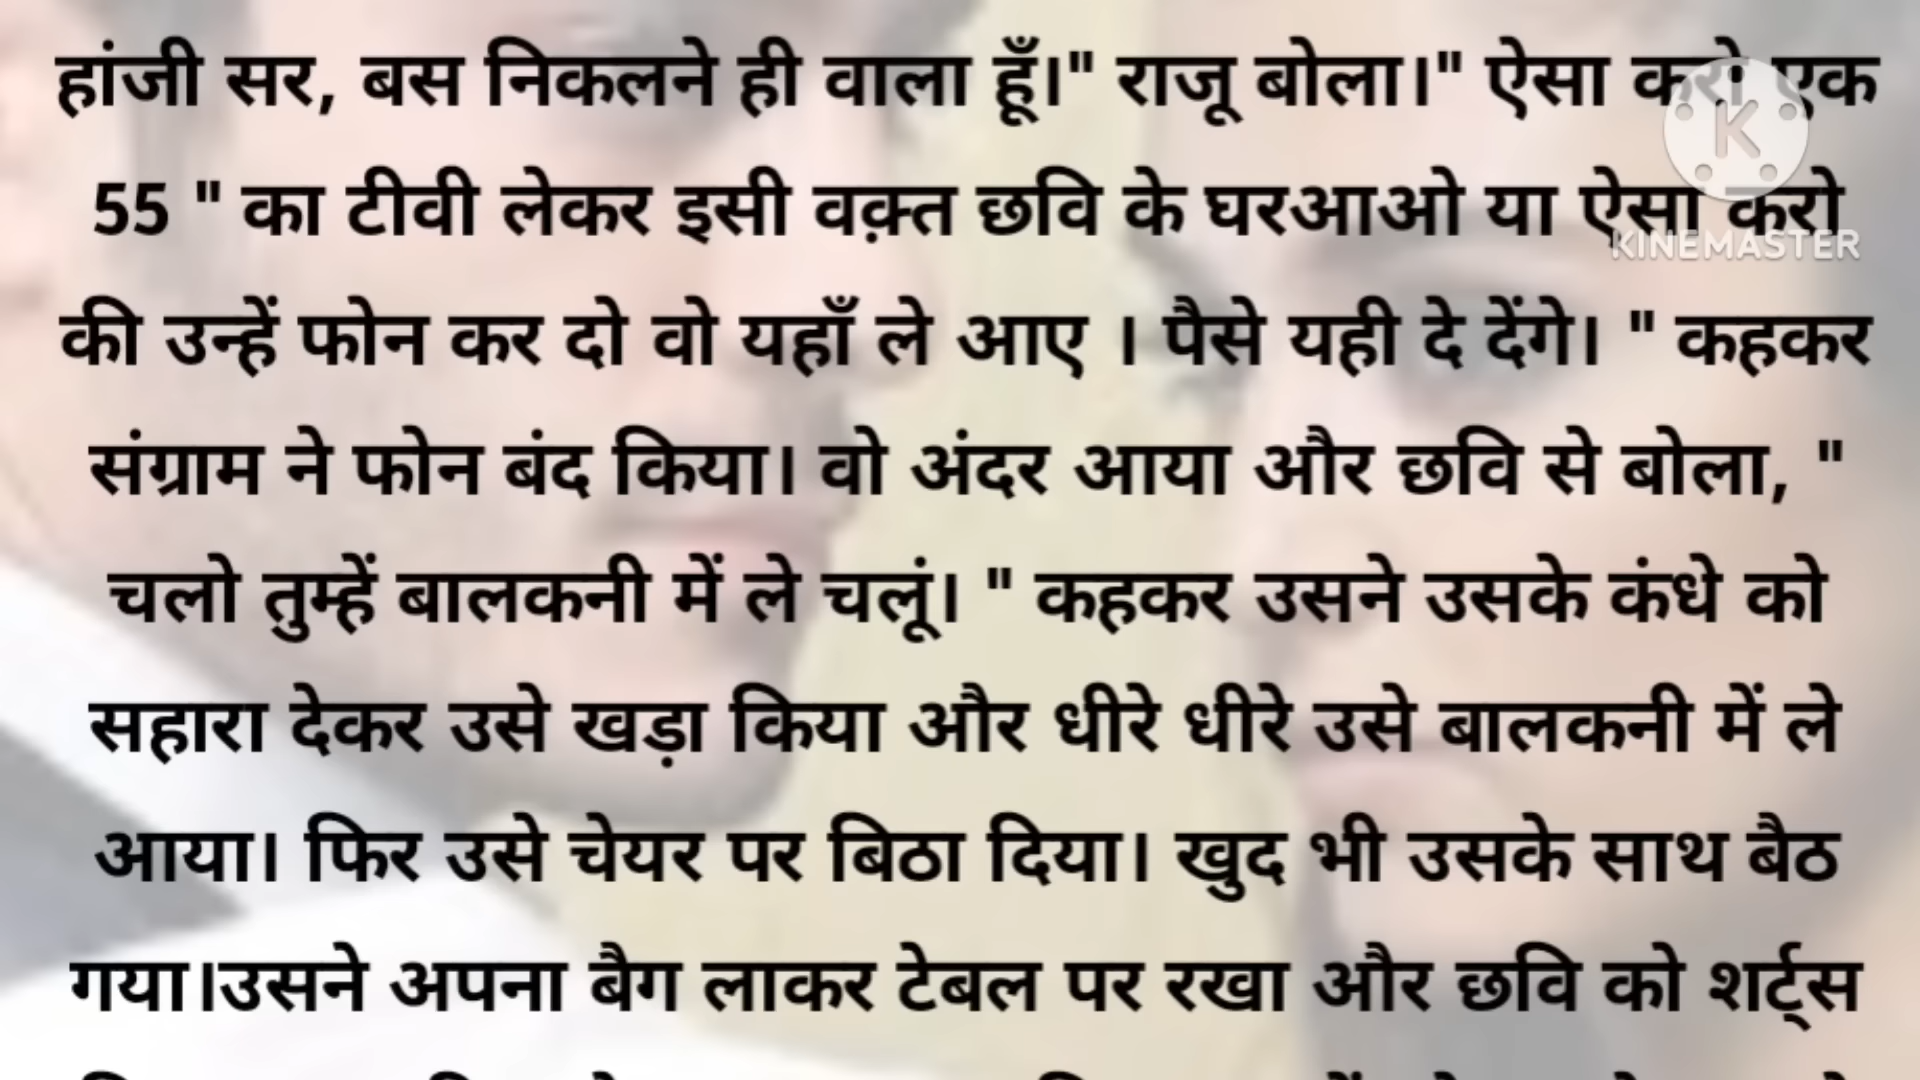 हांजी सर, बस निकलने ही वाला हूँ।" राजू बोला।" ऐसा करो एक
55 " का टीवी लेकर इसी वक़्त छवि के घरआओ या ऐसा करो
की उन्हें फोन कर दो वो यहाँ ले आए । पैसे यही दे देंगे। " कहकर
संग्राम ने फोन बंद किया। वो अंदर आया और छवि से बोला, "
चलो तुम्हें बालकनी में ले चलूं। " कहकर उसने उसके कंधे को
सहारा देकर उसे खड़ा किया और धीरे धीरे उसे बालकनी में ले
आया। फिर उसे चेयर पर बिठा दिया। खुद भी उसके साथ बैठ
गया।उसने अपना बैग लाकर टेबल पर रखा और छवि को शर्ट्स
K
KINEMASTER